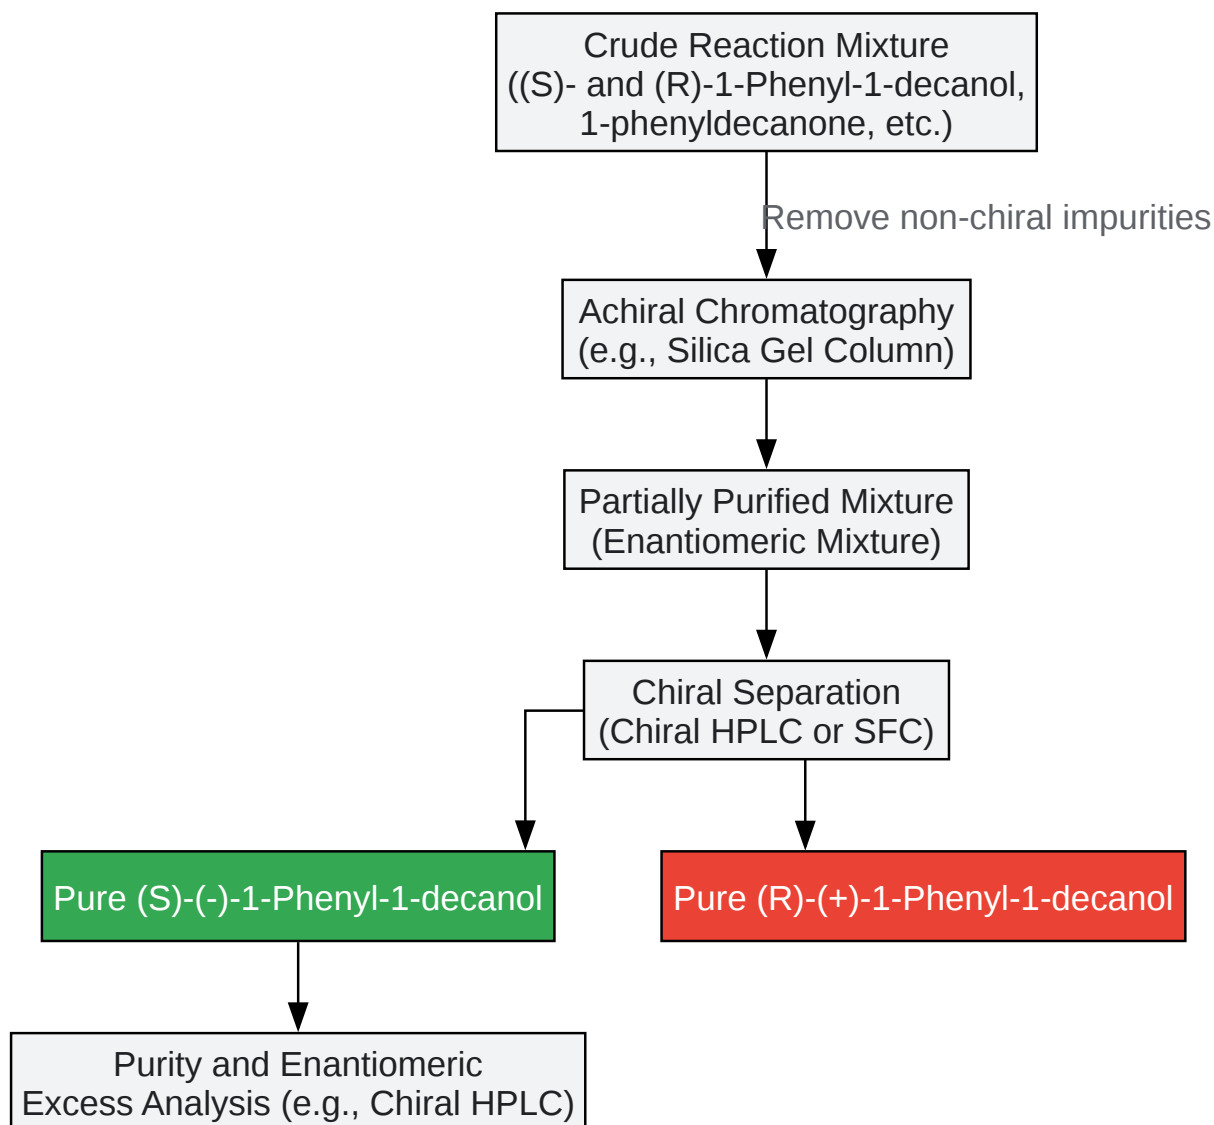 Crude Reaction Mixture
((S)- and (R)-1-Phenyl-1-decanol,
1-phenyldecanone, etc.)
Remove non-chiral impurities
Achiral Chromatography
(e.g., Silica Gel Column)
Partially Purified Mixture
(Enantiomeric Mixture)
Chiral Separation
(Chiral HPLC or SFC)
Pure (S)-(-)-1-Phenyl-1-decanol
Pure (R)-(+)-1-Phenyl-1-decanol
Purity and Enantiomeric
Excess Analysis (e.g., Chiral HPLC)